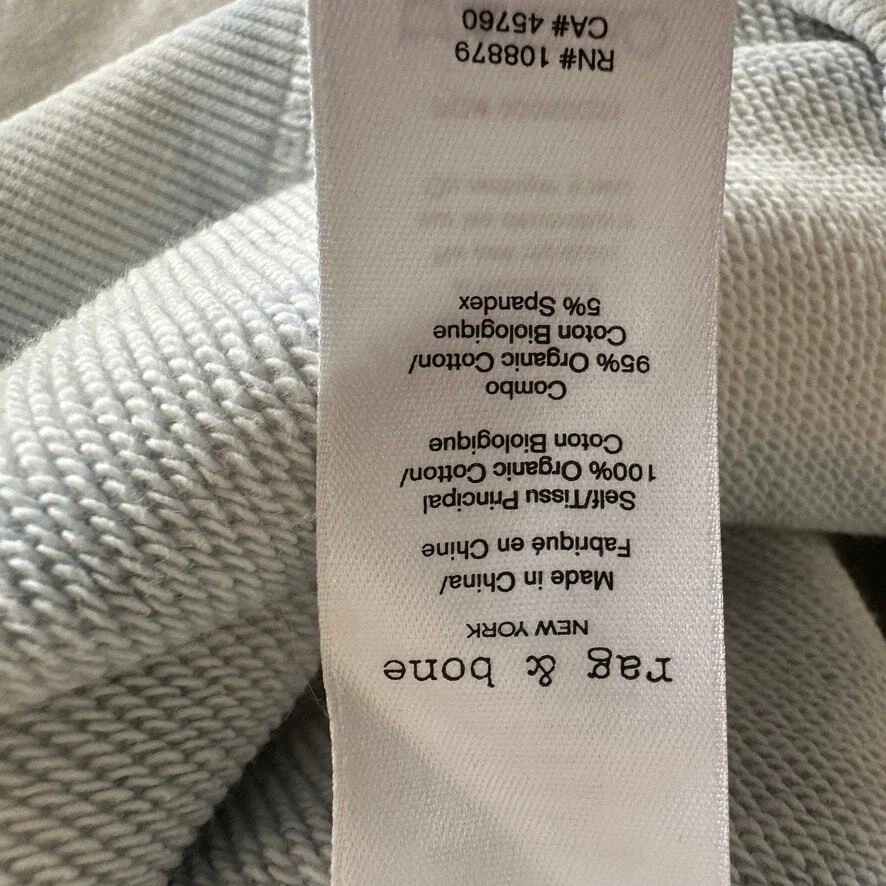 rag & bone
NEW YORK
Made in China/
Fabriqué en Chine
Self/Tissu Principal
100% Organic Cotton/
Coton Biologique
Combo
95% Organic Cotton/
Coton Biologique
5% Spandex
RN# 108879
CA# 45760